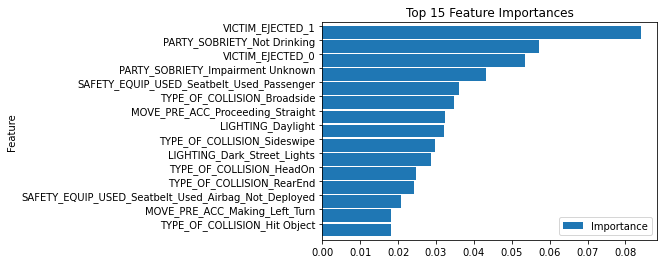 Top 15 Feature Importances
VICTIM_EJECTED_1
PARTY_SOBRIETY_Not Drinking
VICTIM_EJECTED_0
PARTY_SOBRIETY_Impairment Unknown
SAFETY_EQUIP_USED_Seatbelt_Used_Passenger
TYPE_OF_COLLISION_Broadside
MOVE_PRE_ACC_Proceeding_Straight
LIGHTING_Daylight
TYPE_OF_COLLISION_Sideswipe
LIGHTING_Dark_Street_Lights
TYPE_OF_COLLISION_HeadOn
TYPE_OF_COLLISION_RearEnd
SAFETY_EQUIP_USED_Seatbelt_Used_Airbag_Not_Deployed
MOVE_PRE_ACC_Making_Left_Turn
TYPE_OF_COLLISION_Hit Object
Feature
Importance
0.00 0.01 0.02 0.03 0.04 0.05 0.06 0.07 0.08